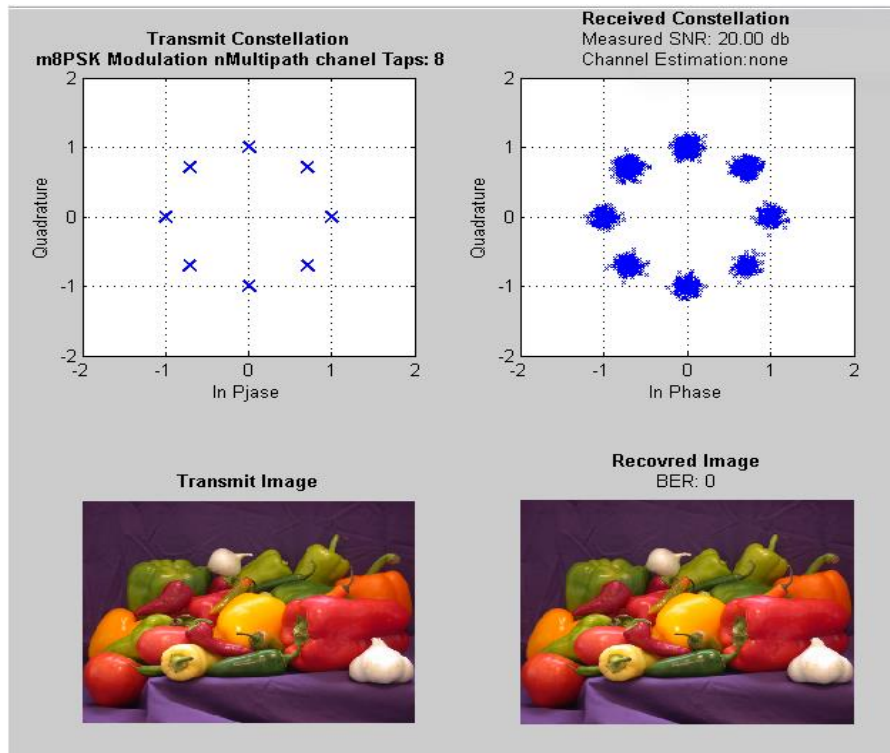 Transmit Constellation
m8PSK Modulation nMultipath chanel Taps: 8
2
1
0
-1
-2
-2
-1
0
1
2
Quadrature
In Pjase
Received Constellation
Measured SNR: 20.00 db
Channel Estimation:none
2
1
0
-1
-2
-2
-1
0
1
2
Quadrature
In Phase
Transmit Image
Recovred Image
BER: 0